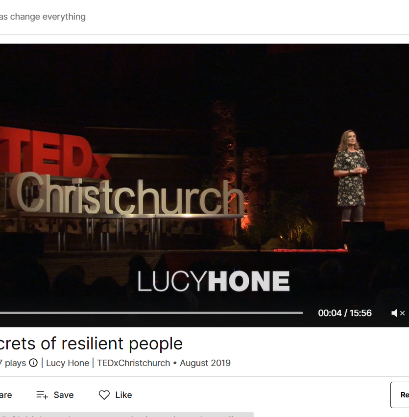 as change everything
TEDx
Christchurch
LUCYHONE
00:04 / 15:56
crets of resilient people
7 plays | Lucy Hone | TEDxChristchurch • August 2019
are
Save
Like
Re